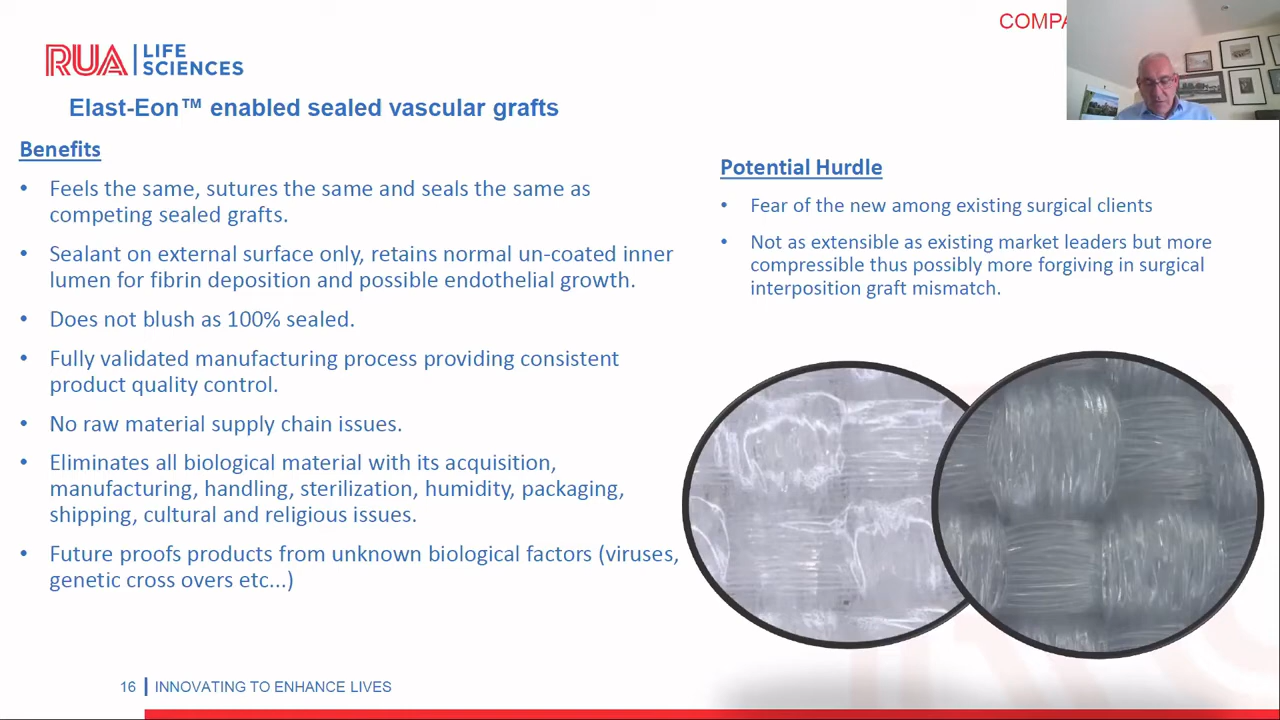 COMPA
RUA LIFE SCIENCES
Elast-Eon™ enabled sealed vascular grafts
Benefits
• Feels the same, sutures the same and seals the same as
competing sealed grafts.
• Sealant on external surface only, retains normal un-coated inner
lumen for fibrin deposition and possible endothelial growth.
• Does not blush as 100% sealed.
• Fully validated manufacturing process providing consistent
product quality control.
• No raw material supply chain issues.
• Eliminates all biological material with its acquisition,
manufacturing, handling, sterilization, humidity, packaging,
shipping, cultural and religious issues.
• Future proofs products from unknown biological factors (viruses,
genetic cross overs etc...)
Potential Hurdle
• Fear of the new among existing surgical clients
• Not as extensible as existing market leaders but more
compressible thus possibly more forgiving in surgical
interposition graft mismatch.
16 INNOVATING TO ENHANCE LIVES